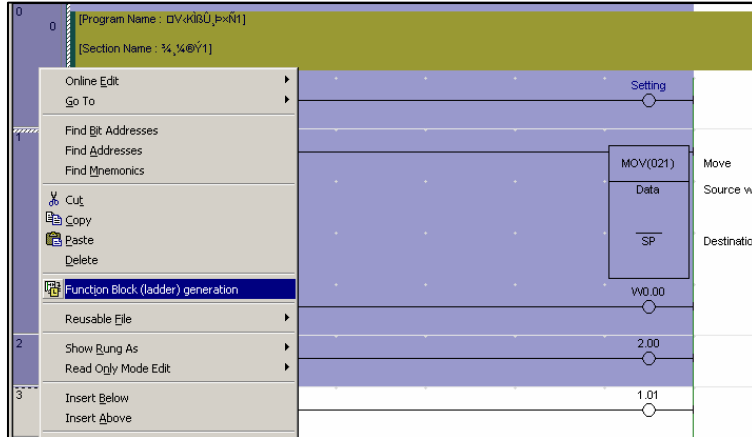 0
0
[Program Name : ¤V‹KÌßÛ¸Þ×Ñ1]
[Section Name : ¾¸¼®Ý1]
Online Edit
Go To
Setting
1
Find Bit Addresses
Find Addresses
Find Mnemonics
MOV(021) Move
Data Source w
SP Destinatio
Cut
Copy
Paste
Delete
Function Block (ladder) generation
W0.00
Reusable File
2
2.00
Show Rung As
Read Only Mode Edit
3
1.01
Insert Below
Insert Above